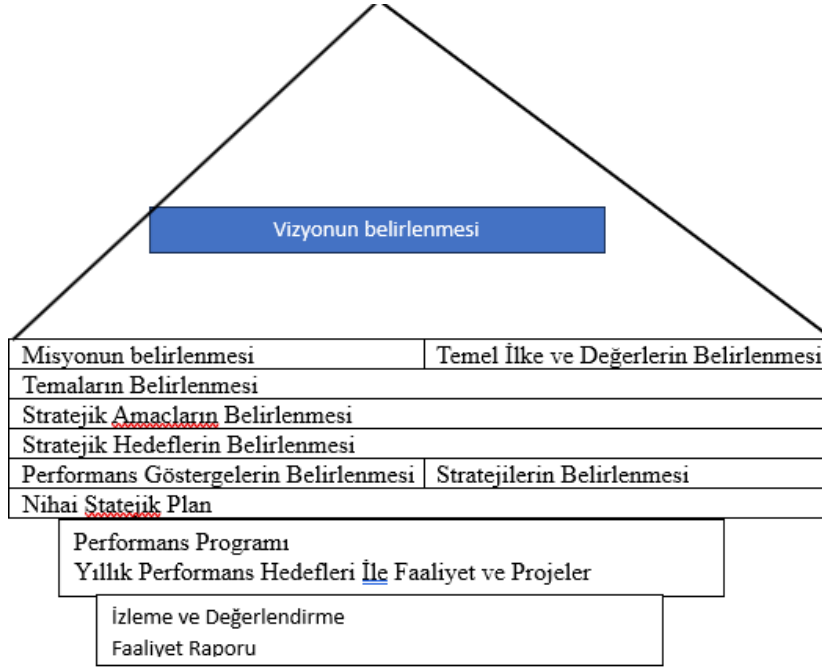 Vizyonun belirlenmesi
Misyonun belirlenmesi
Temel İlke ve Değerlerin Belirlenmesi
Temaların Belirlenmesi
Stratejik Amaçların Belirlenmesi
Stratejik Hedeflerin Belirlenmesi
Performans Göstergelerin Belirlenmesi
Stratejilerin Belirlenmesi
Nihai Statejik Plan
Performans Programı
Yıllık Performans Hedefleri İle Faaliyet ve Projeler
İzleme ve Değerlendirme
Faaliyet Raporu